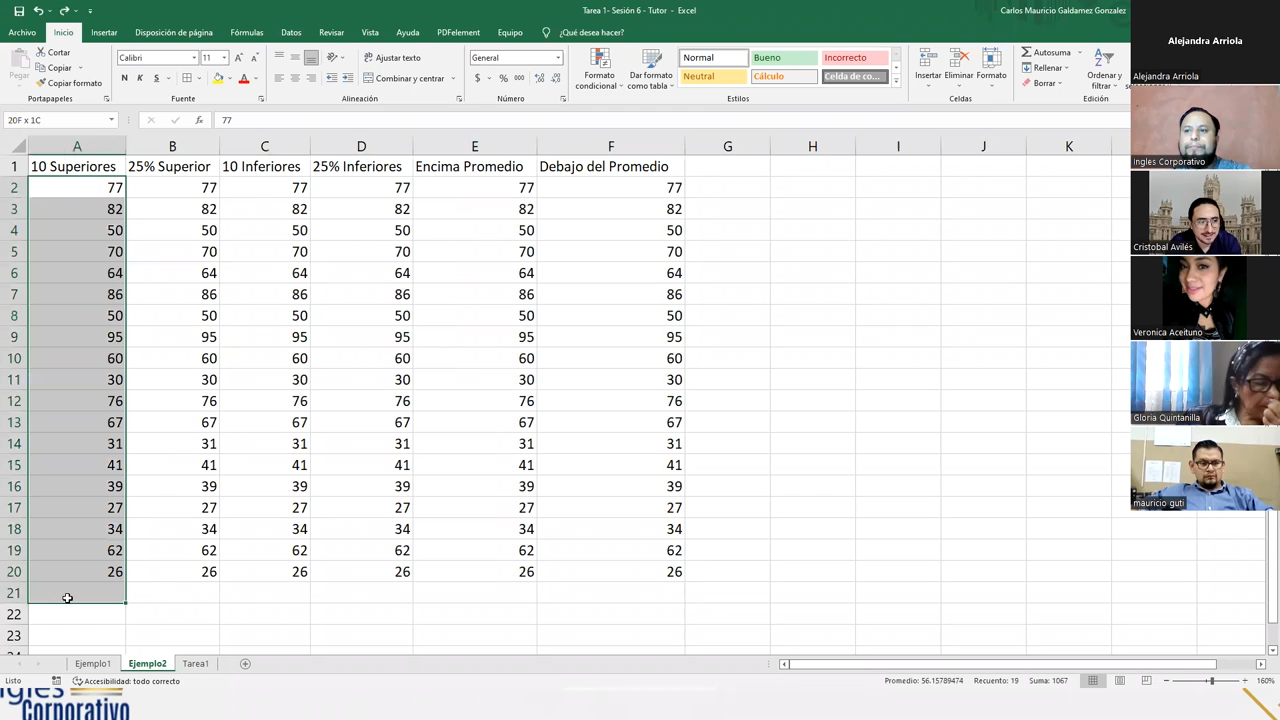 Tarea 1- Sesión 6 - Tutor - Excel
Carlos Mauricio Galdamez Gonzalez
Archivo Inicio Insertar Disposición de página Fórmulas Datos Revisar Vista Ayuda PDFelement Equipo ¿Qué desea hacer?
Pegar
Cortar
Copiar
Copiar formato
Portapapeles
Calibri 11
N K S
Fuente
Ajustar texto
Combinar y centrar
Alineación
General
$ % 000
Número
Formato condicional
Dar formato como tabla
Normal Bueno Incorrecto
Neutral Cálculo Celda de co...
Estilos
Insertar Eliminar Formato
Celdas
Autosuma
Rellenar
Borrar
Ordenar y filtrar
Edición
20F x 1C fx 77
A B C D E F G H I J K
1 10 Superiores 25% Superior 10 Inferiores 25% Inferiores Encima Promedio Debajo del Promedio
2 77 77 77 77 77 77
3 82 82 82 82 82 82
4 50 50 50 50 50 50
5 70 70 70 70 70 70
6 64 64 64 64 64 64
7 86 86 86 86 86 86
8 50 50 50 50 50 50
9 95 95 95 95 95 95
10 60 60 60 60 60 60
11 30 30 30 30 30 30
12 76 76 76 76 76 76
13 67 67 67 67 67 67
14 31 31 31 31 31 31
15 41 41 41 41 41 41
16 39 39 39 39 39 39
17 27 27 27 27 27 27
18 34 34 34 34 34 34
19 62 62 62 62 62 62
20 26 26 26 26 26 26
21
22
23
Ejemplo1 Ejemplo2 Tarea1
Listo Accesibilidad: todo correcto Promedio: 56.15789474 Recuento: 19 Suma: 1067 160%
Ingles
Corporativo
Alejandra Arriola
Alejandra Arriola
Ingles Corporativo
Cristobal Avilés
Veronica Aceituno
Gloria Quintanilla
mauricio guti